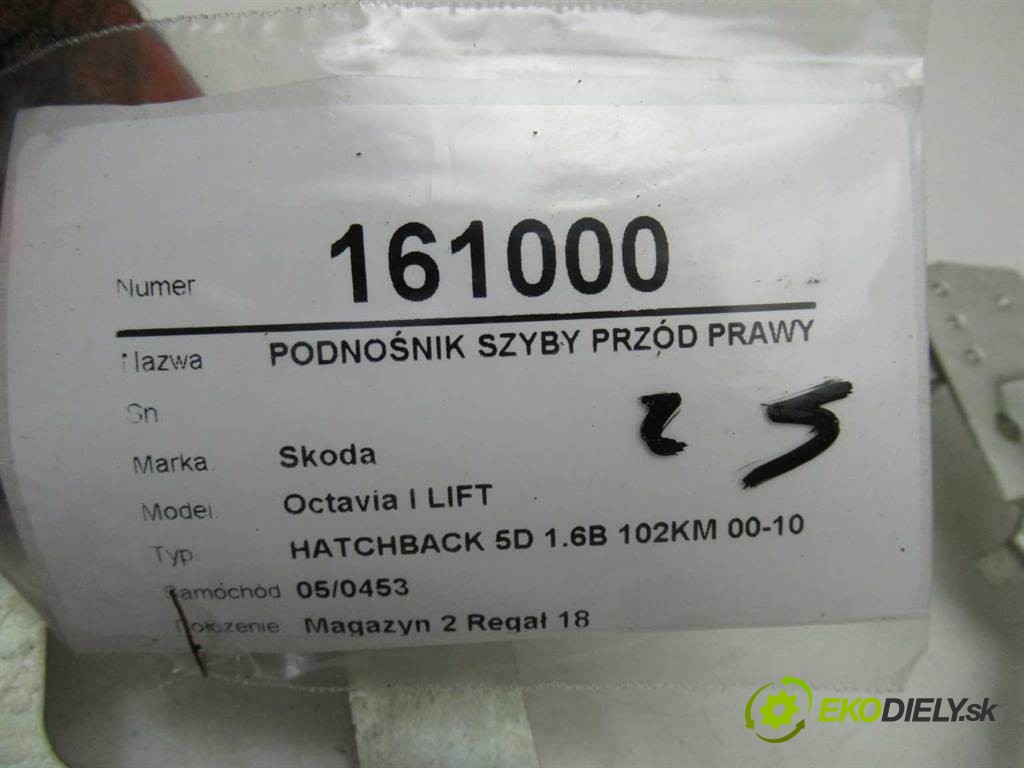 Numer 161000
Nazwa PODNOŚNIK SZYBY PRZÓD PRAWY
Sn
Marka Skoda
Model Octavia I LIFT
Typ HATCHBACK 5D 1.6B 102KM 00-10
Samochód 05/0453
Położenie Magazyn 2 Regał 18
EKODIELY.sk